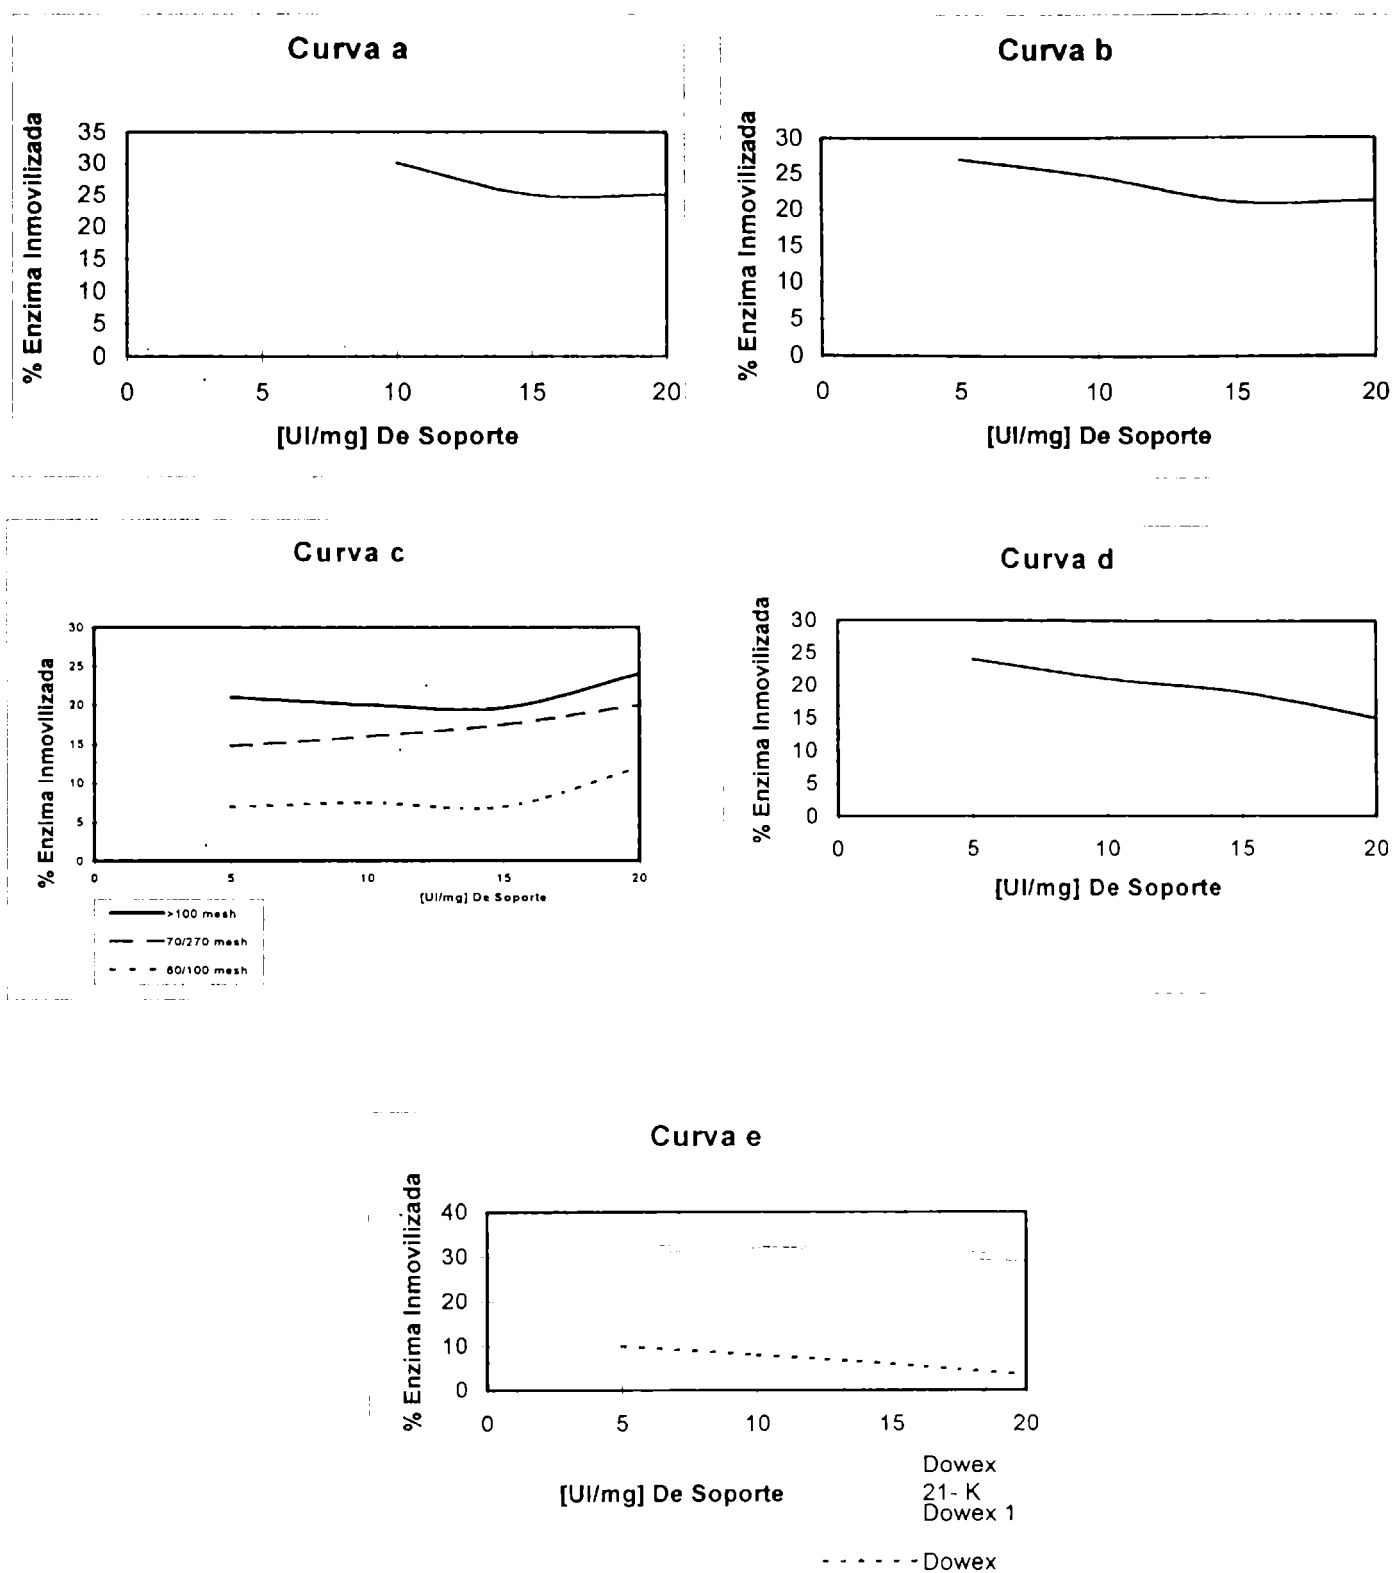 Curva a
% Enzima Inmovilizada
35
30
25
20
15
10
5
0
0 5 10 15 20
[UI/mg] De Soporte
Curva b
% Enzima Inmovilizada
30
25
20
15
10
5
0
0 5 10 15 20
[UI/mg] De Soporte
Curva c
% Enzima Inmovilizada
30
25
20
15
10
5
0
0 5 10 15 20
[UI/mg] De Soporte
>100 mesh
70/270 mesh
60/100 mesh
Curva d
% Enzima Inmovilizada
30
25
20
15
10
5
0
0 5 10 15 20
[UI/mg] De Soporte
Curva e
% Enzima Inmovilizada
40
30
20
10
0
0 5 10 15 20
[UI/mg] De Soporte
Dowex
21- K
Dowex 1
Dowex